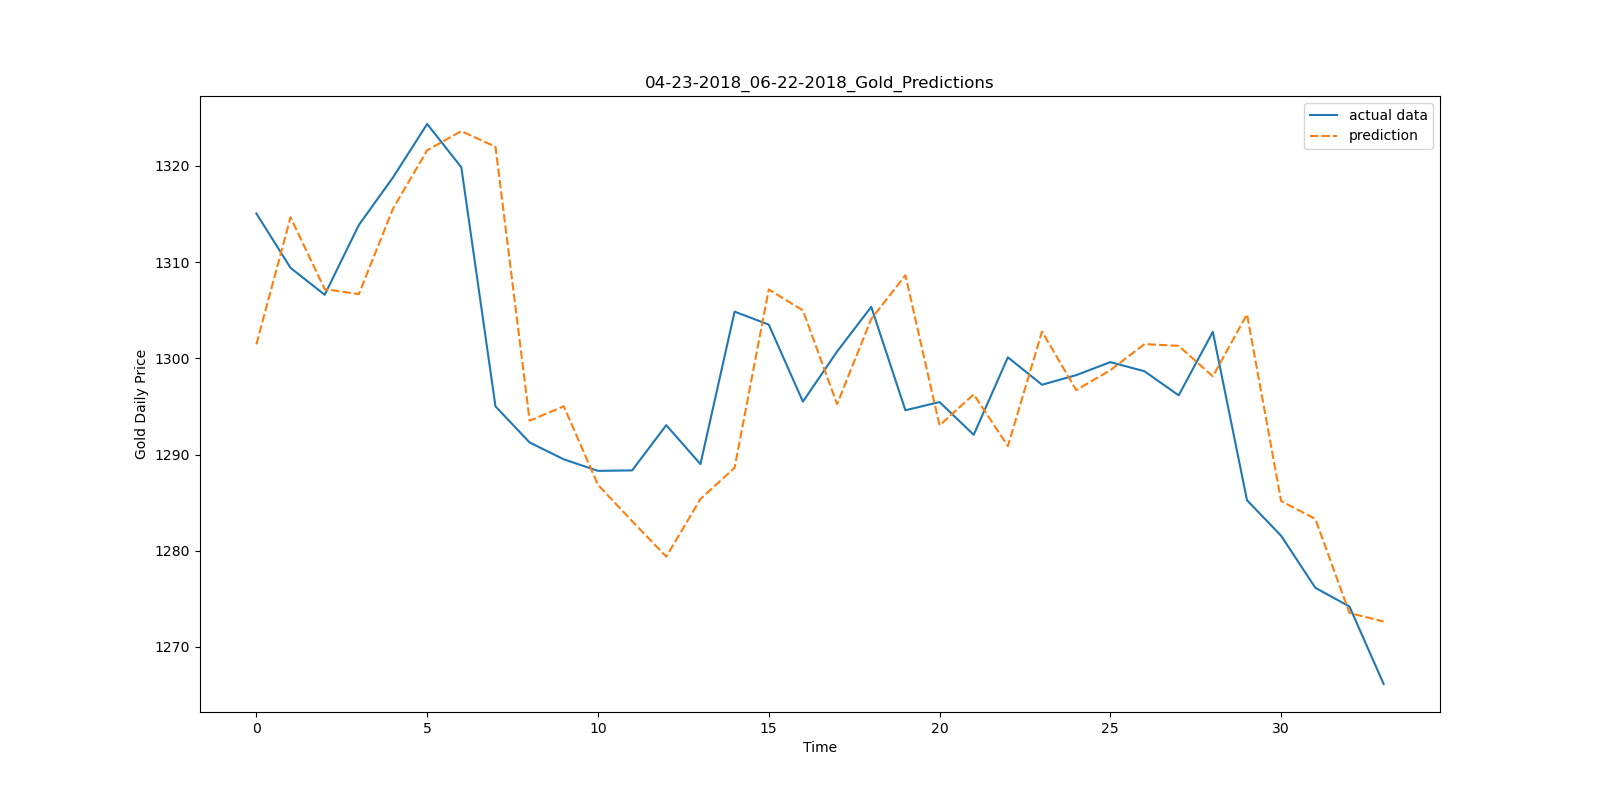 04-23-2018_06-22-2018_Gold_Predictions
actual data
prediction
Gold Daily Price
1320
1310
1300
1290
1280
1270
0 5 10 15 20 25 30
Time